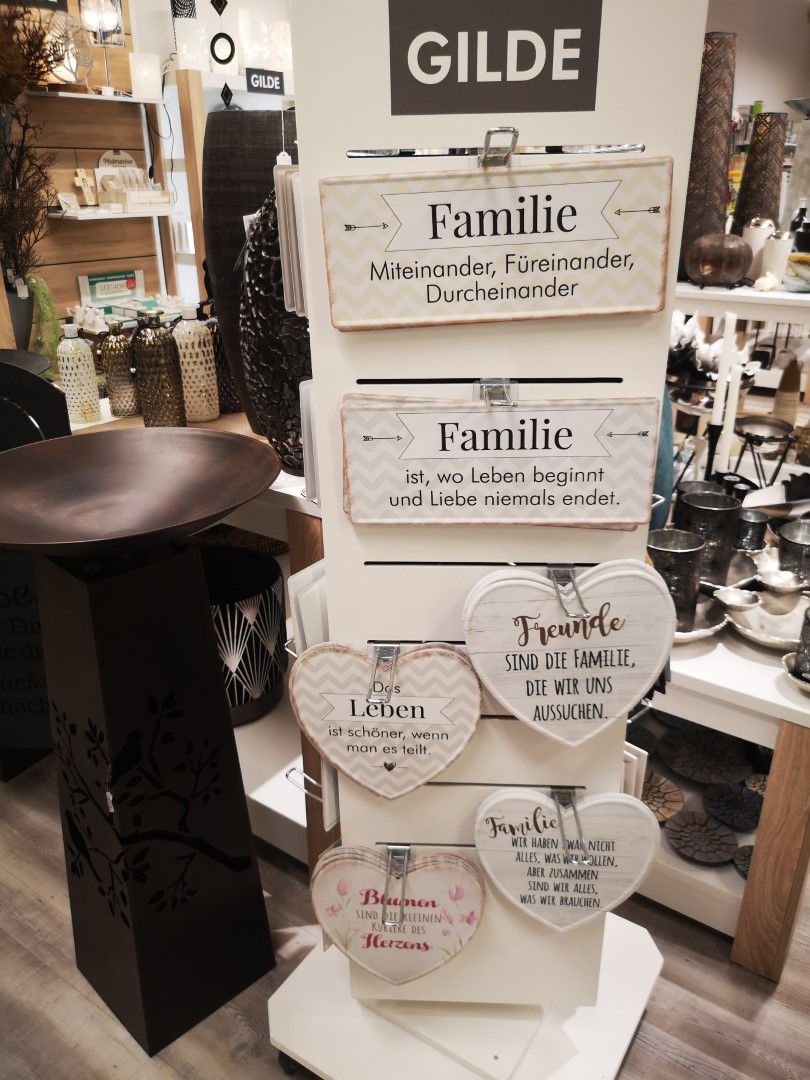 GILDE
GILDE
Familie
Miteinander, Füreinander,
Durcheinander
Familie
ist, wo Leben beginnt
und Liebe niemals endet.
Freunde
SIND DIE FAMILIE,
DIE WIR UNS
AUSSUCHEN.
Das
Leben
ist schöner, wenn
man es teilt.
Familie
WIR HABEN ZWAR NICHT
ALLES, WAS WIR WOLLEN,
ABER ZUSAMMEN
SIND WIR ALLES,
WAS WIR BRAUCHEN.
Blumen
SIND DIE KLEINEN
KURIERE DES
Herzens